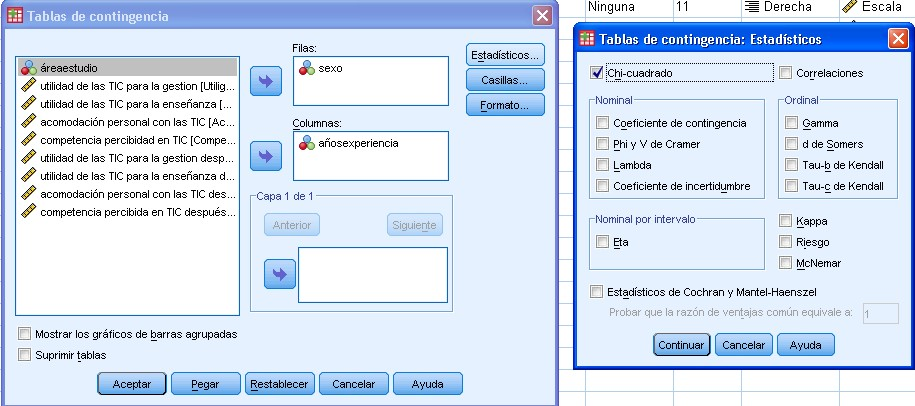 Ninguna 11 Derecha Escala
Tablas de contingencia
áreaestudio
utilidad de las TIC para la gestion [Utilig...
utilidad de las TIC para la enseñanza [...
acomodación personal con las TIC [Ac...
competencia percibidad en TIC [Compe...
utilidad de las TIC para la gestion desp...
utilidad de las TIC para la enseñanza d...
acomodación personal con las TIC des...
competencia percibida en TIC después...
Filas:
sexo
Columnas:
añosexperiencia
Capa 1 de 1
Anterior Siguiente
Estadísticos...
Casillas...
Formato...
Mostrar los gráficos de barras agrupadas
Suprimir tablas
Aceptar Pegar Restablecer Cancelar Ayuda
Tablas de contingencia: Estadísticos
Chi-cuadrado Correlaciones
Nominal
Coeficiente de contingencia
Phi y V de Cramer
Lambda
Coeficiente de incertidumbre
Ordinal
Gamma
d de Somers
Tau-b de Kendall
Tau-c de Kendall
Nominal por intervalo
Eta
Kappa
Riesgo
McNemar
Estadísticos de Cochran y Mantel-Haenszel
Probar que la razón de ventajas común equivale a: 1
Continuar Cancelar Ayuda